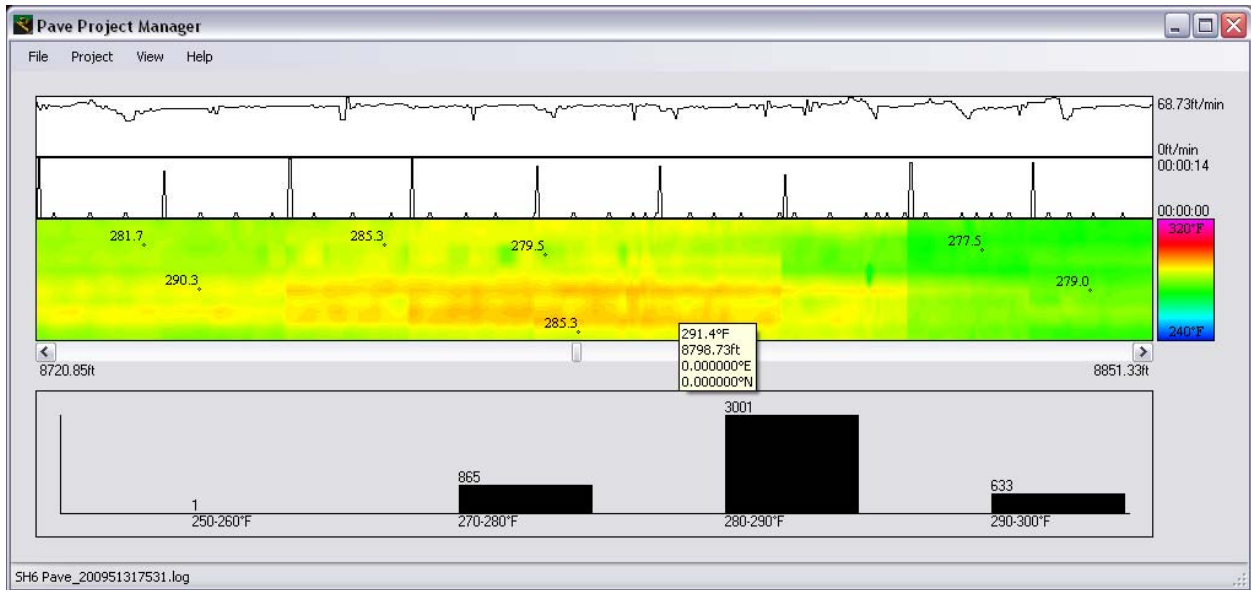 Pave Project Manager
File Project View Help
68.73ft/min
0ft/min
00:00:14
00:00:00
281.7
285.3
279.5
277.5
320°F
290.3
279.0
285.3
240°F
291.4°F
8798.73ft
0.000000°E
0.000000°N
8720.85ft 8851.33ft
1
865
3001
633
250-260°F 270-280°F 280-290°F 290-300°F
SH6 Pave_200951317531.log